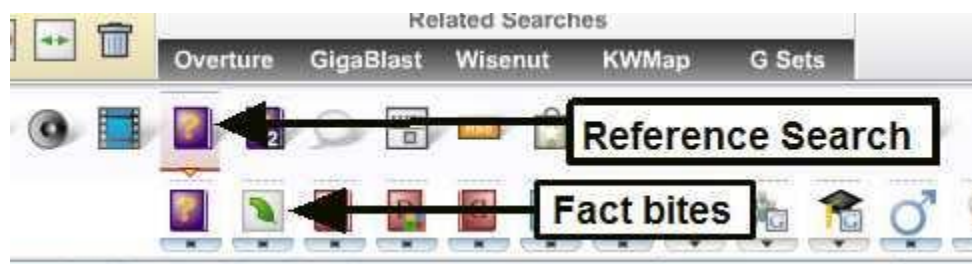 Related Searches
Overture GigaBlast Wisenut KWMap G Sets
Reference Search
Fact bites